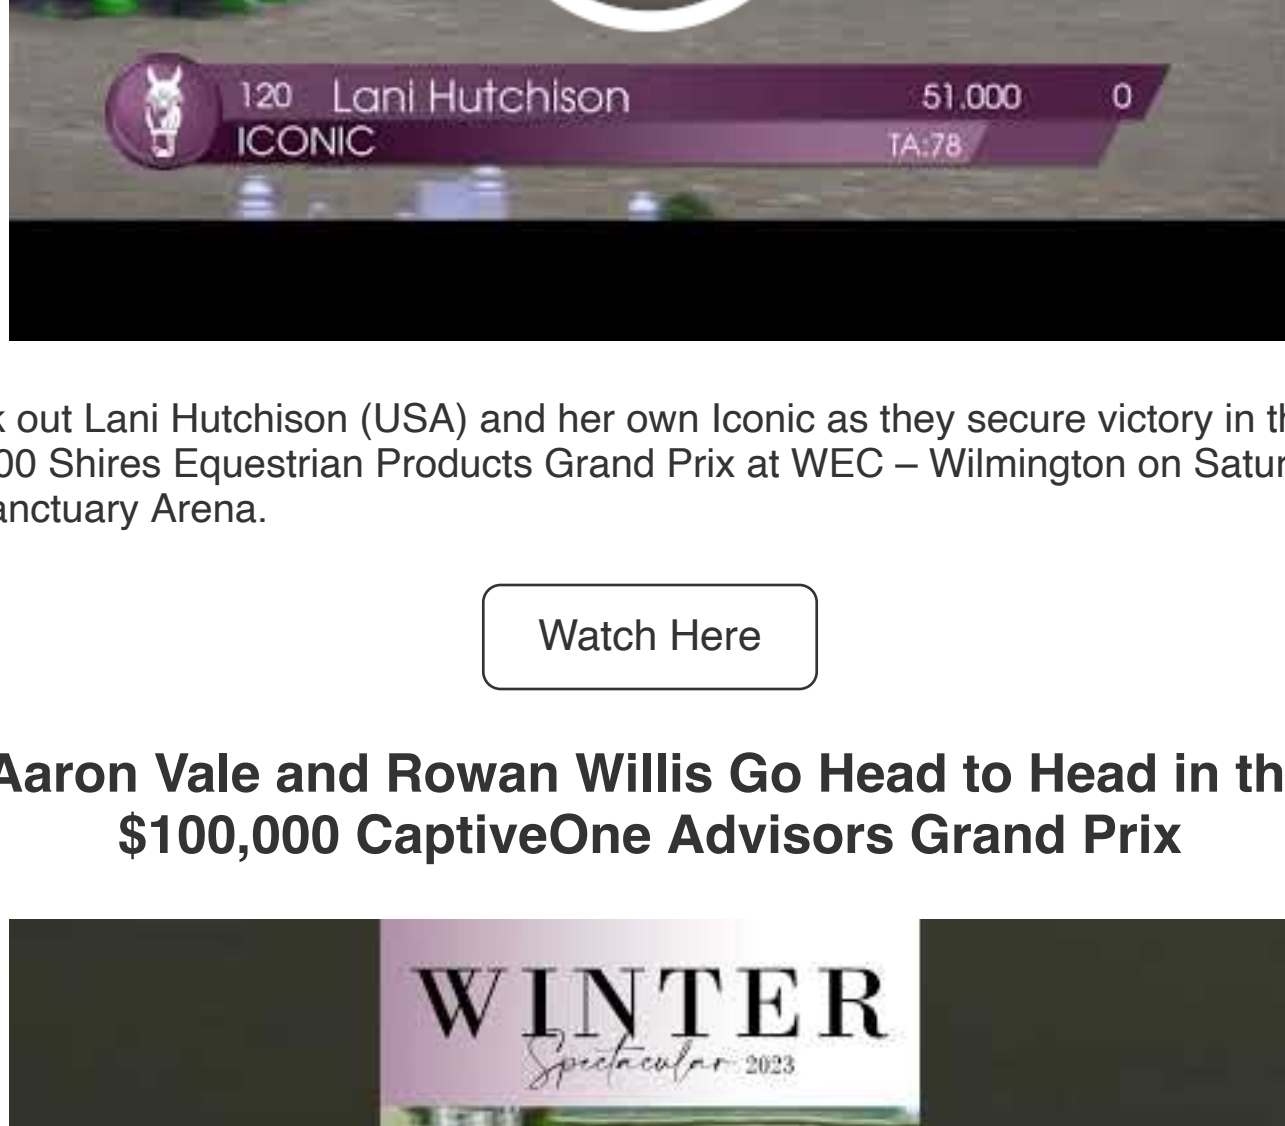 120 Lani Hutchison 51.000 0
ICONIC TA:78
k out Lani Hutchison (USA) and her own Iconic as they secure victory in th
00 Shires Equestrian Products Grand Prix at WEC – Wilmington on Satur
anctuary Arena.
Watch Here
Aaron Vale and Rowan Willis Go Head to Head in th
$100,000 CaptiveOne Advisors Grand Prix
WINTER
Spectacular 2023